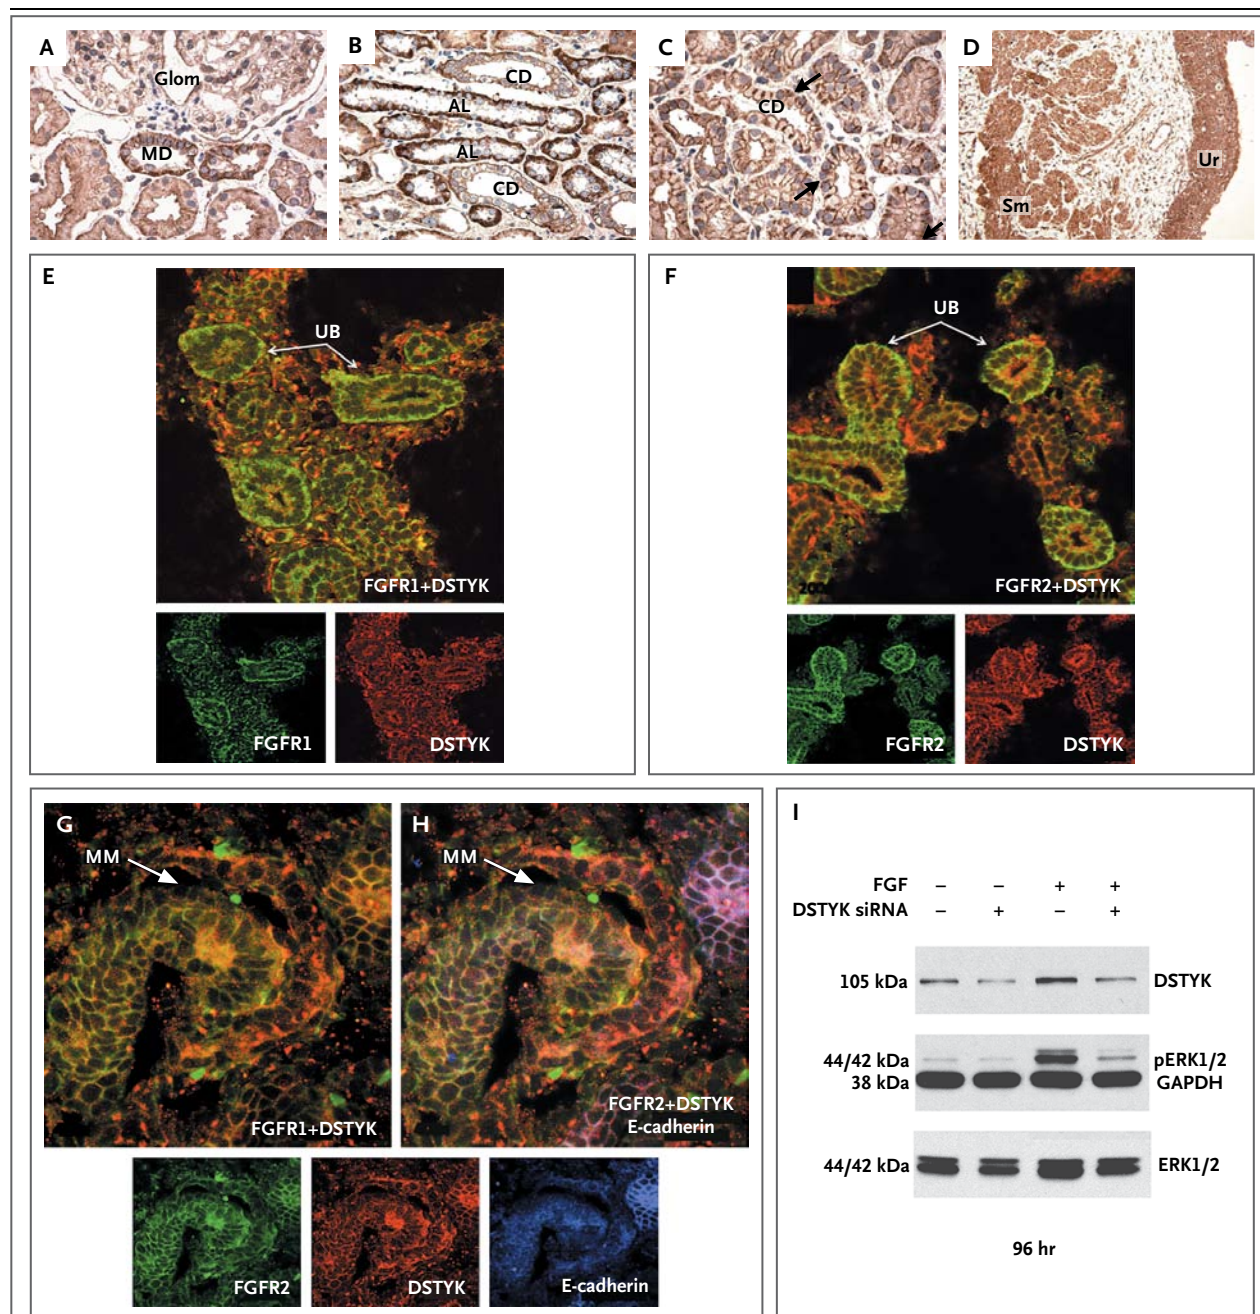 A
Glom
MD
B
CD
AL
AL
CD
C
CD
D
Ur
Sm
E
UB
FGFR1+DSTYK
FGFR1
DSTYK
F
UB
FGFR2+DSTYK
FGFR2
DSTYK
G
MM
FGFR1+DSTYK
H
MM
FGFR2+DSTYK
E-cadherin
FGFR2
DSTYK
E-cadherin
I
FGF – – + +
DSTYK siRNA – + – +
105 kDa DSTYK
44/42 kDa pERK1/2
38 kDa GAPDH
44/42 kDa ERK1/2
96 hr